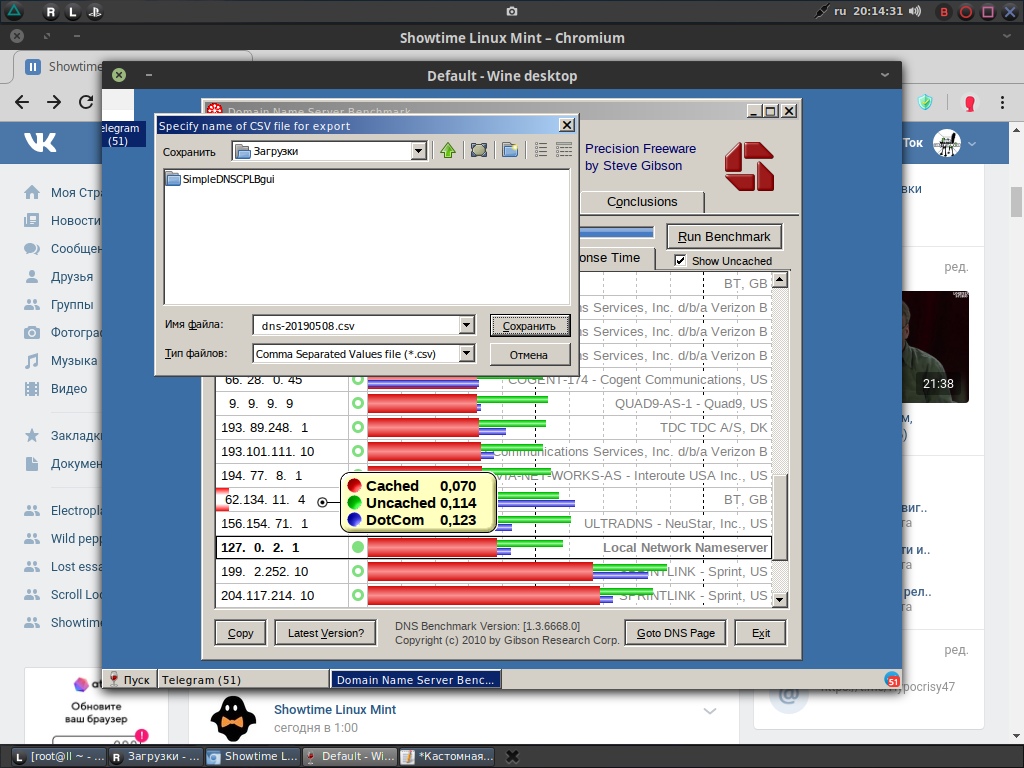 ru 20:14:31
B
R
L
Showtime Linux Mint – Chromium
Showtime
Default - Wine desktop
Domain Name Server Benchmark
elegram
(51)
Specify name of CSV file for export
Сохранить
Загрузки
SimpleDNSCPLBgui
Имя файла:
dns-20190508.csv
Сохранить
Тип файлов:
Comma Separated Values file (*.csv)
Отмена
Precision Freeware
by Steve Gibson
Conclusions
Run Benchmark
onse Time
Show Uncached
BT, GB
s Services, Inc. d/b/a Verizon B
s Services, Inc. d/b/a Verizon B
s Services, Inc. d/b/a Verizon B
66. 28. 0. 45
COGENT-174 - Cogent Communications, US
9. 9. 9. 9
QUAD9-AS-1 - Quad9, US
193. 89.248. 1
TDC TDC A/S, DK
193.101.111. 10
Communications Services, Inc. d/b/a Verizon B
194. 77. 8. 1
VIA-NET-WORKS-AS - Interoute USA Inc., US
62.134. 11. 4
BT, GB
Cached 0,070
Uncached 0,114
DotCom 0,123
156.154. 71. 1
ULTRADNS - NeuStar, Inc., US
127. 0. 2. 1
Local Network Nameserver
199. 2.252. 10
SPRINTLINK - Sprint, US
204.117.214. 10
SPRINTLINK - Sprint, US
Copy
Latest Version?
DNS Benchmark Version: [1.3.6668.0]
Copyright (c) 2010 by Gibson Research Corp.
Goto DNS Page
Exit
Пуск
Telegram (51)
Domain Name Server Benc...
51
Моя Стра
Новости
Сообщен
Друзья
Группы
Фотограс
Музыка
Видео
Закладки
Докумен
Electropla
Wild pepp
Lost essa
Scroll Loc
Showtime
Обновите
ваш браузер
Showtime Linux Mint
сегодня в 1:00
Ток
вки
ред.
21:38
м,
виг..
та
ти и..
та
рел..
та
ред.
[root@ll ~ - ...
Загрузки - ...
Showtime L...
Default - Wi...
*Кастомная...